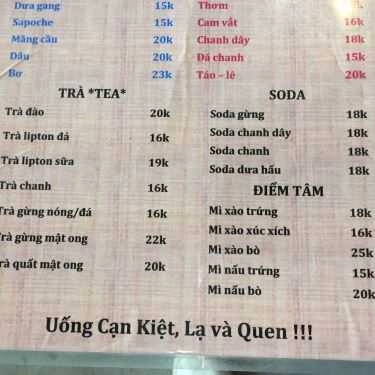 Dưa gang 15k
Sapoche 15k
Mãng cầu 20k
Dâu 20k
Bơ 23k
TRÀ *TEA*
Trà đào 20k
Trà lipton đá 16k
Trà lipton sữa 19k
Trà chanh 16k
Trà gừng nóng/đá 16k
Trà gừng mật ong 22k
Trà quất mật ong 20k
Thơm
Cam vắt 16k
Chanh dây 18k
Đá chanh 15k
Táo – lê 20k
SODA
Soda gừng 18k
Soda chanh dây 18k
Soda chanh 18k
Soda dưa hấu 18k
ĐIỂM TÂM
Mì xào trứng 18k
Mì xào xúc xích 16k
Mì xào bò 25k
Mì nấu trứng 15k
Mì nấu bò 20k
Uống Cạn Kiệt, Lạ và Quen !!!